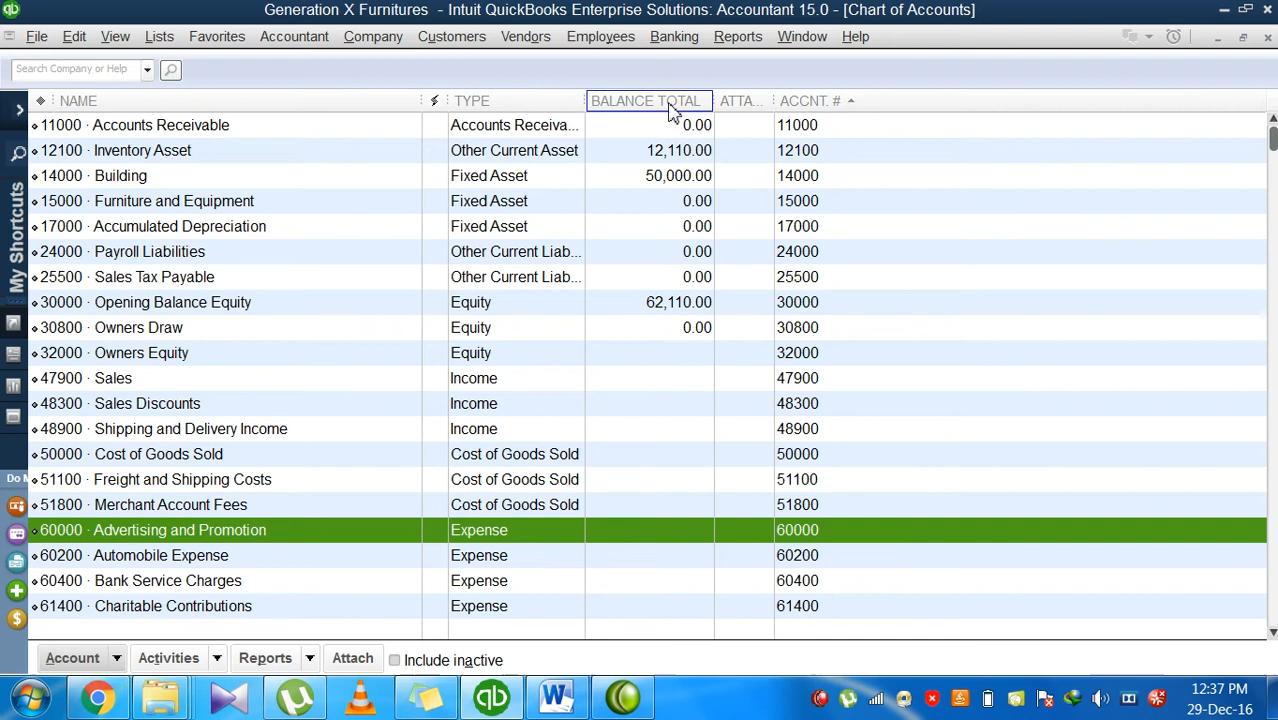 Generation X Furnitures - Intuit QuickBooks Enterprise Solutions: Accountant 15.0 - [Chart of Accounts]
File Edit View Lists Favorites Accountant Company Customers Vendors Employees Banking Reports Window Help
Search Company or Help
NAME TYPE BALANCE TOTAL ATTA... ACCNT. #
11000 · Accounts Receivable Accounts Receiva... 0.00 11000
12100 · Inventory Asset Other Current Asset 12,110.00 12100
14000 · Building Fixed Asset 50,000.00 14000
15000 · Furniture and Equipment Fixed Asset 0.00 15000
17000 · Accumulated Depreciation Fixed Asset 0.00 17000
24000 · Payroll Liabilities Other Current Liab... 0.00 24000
25500 · Sales Tax Payable Other Current Liab... 0.00 25500
30000 · Opening Balance Equity Equity 62,110.00 30000
30800 · Owners Draw Equity 0.00 30800
32000 · Owners Equity Equity 32000
47900 · Sales Income 47900
48300 · Sales Discounts Income 48300
48900 · Shipping and Delivery Income Income 48900
50000 · Cost of Goods Sold Cost of Goods Sold 50000
51100 · Freight and Shipping Costs Cost of Goods Sold 51100
51800 · Merchant Account Fees Cost of Goods Sold 51800
60000 · Advertising and Promotion Expense 60000
60200 · Automobile Expense Expense 60200
60400 · Bank Service Charges Expense 60400
61400 · Charitable Contributions Expense 61400
My Shortcuts
Do M
Account Activities Reports Attach Include inactive
12:37 PM
29-Dec-16